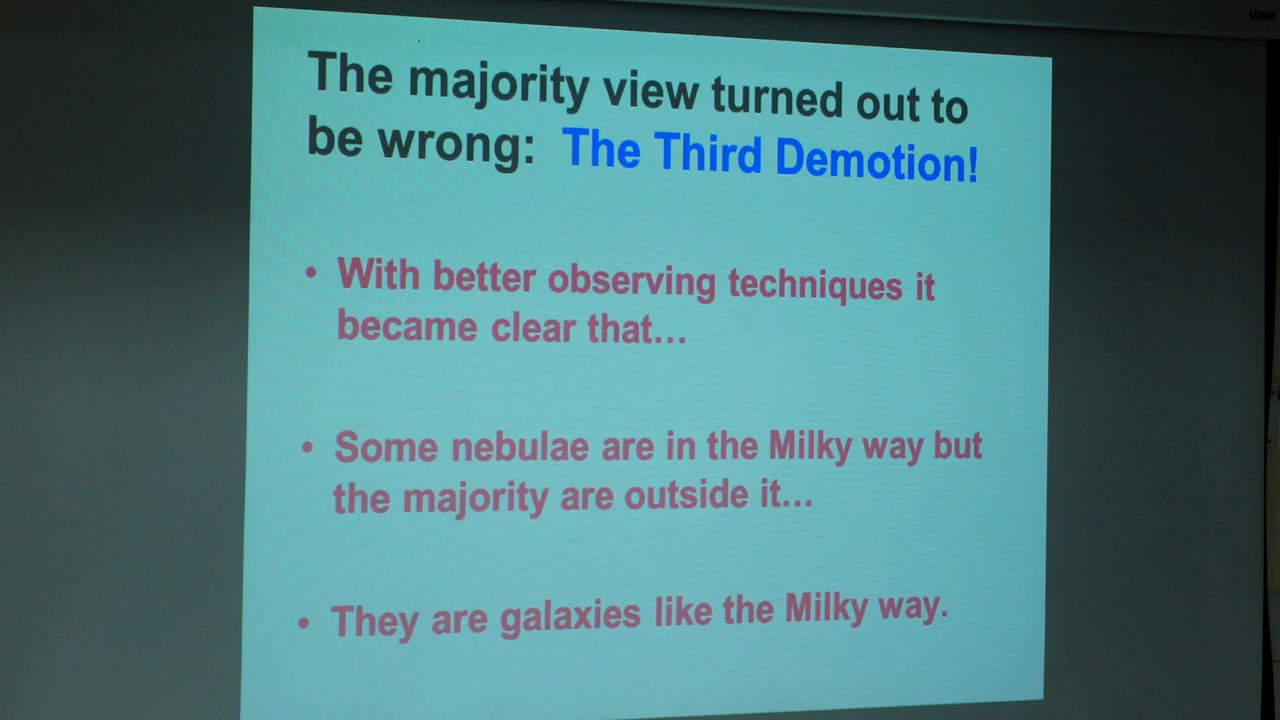 LOGIC
The majority view turned out to
be wrong: The Third Demotion!
• With better observing techniques it
became clear that...
• Some nebulae are in the Milky way but
the majority are outside it...
• They are galaxies like the Milky way.